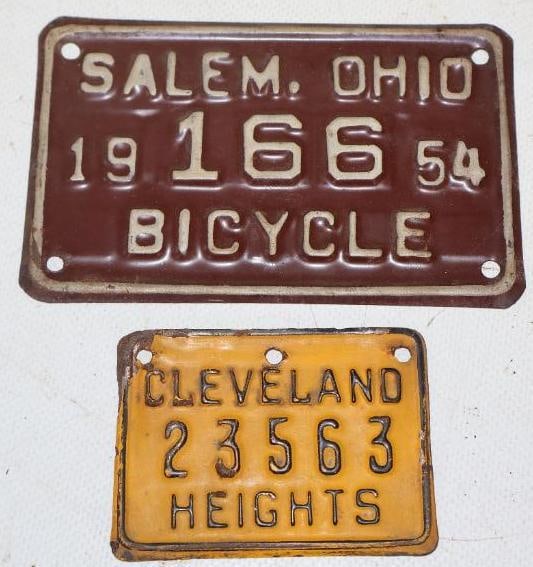 SALEM. OHIO
19 166 54
BICYCLE
CLEVELAND
23563
HEIGHTS